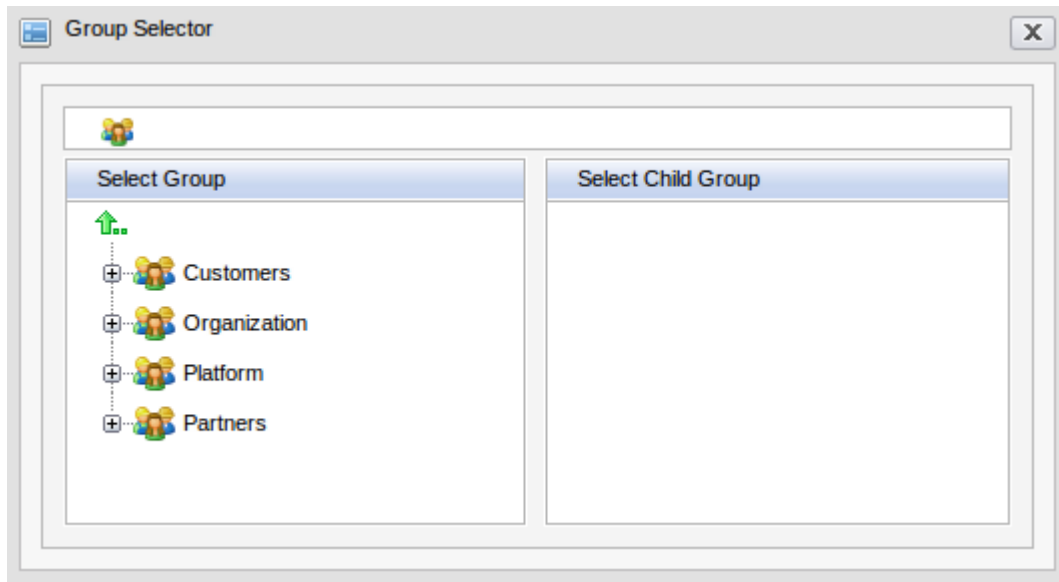 Group Selector
X
Select Group
Select Child Group
Customers
Organization
Platform
Partners